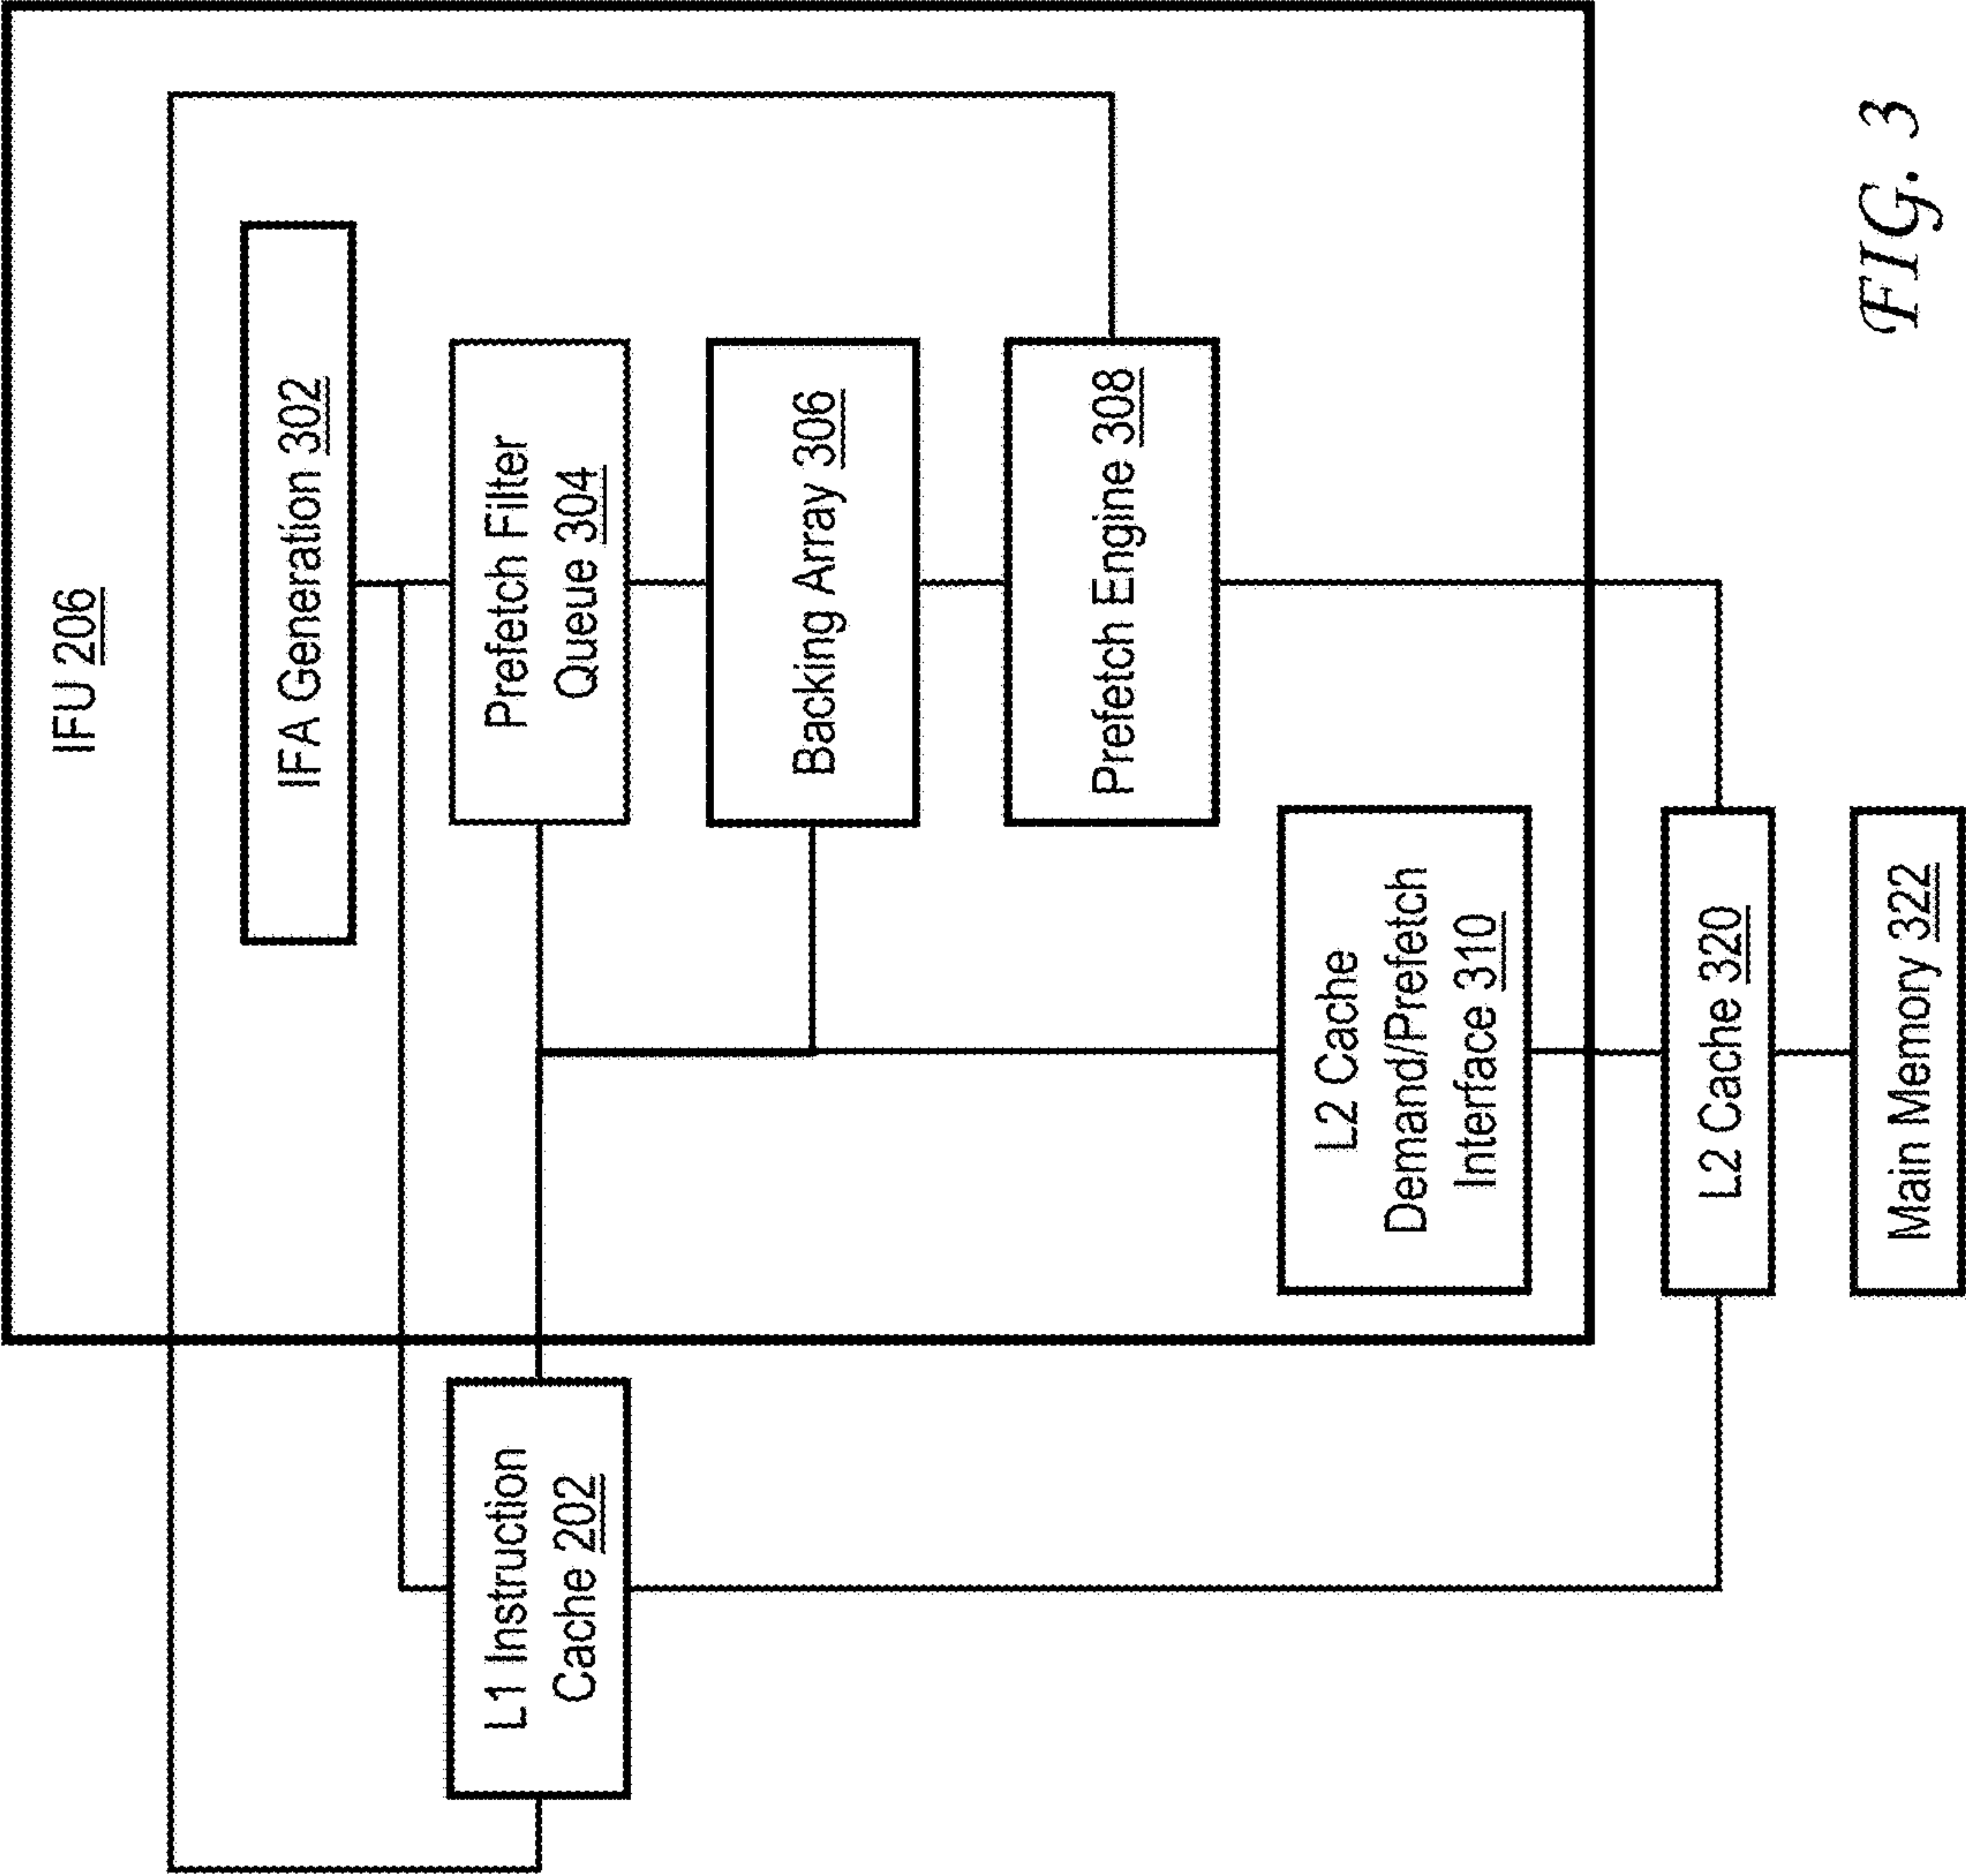 IFU 206
IFA Generation 302
L1 Instruction
Cache 202
Prefetch Filter
Queue 304
Backing Array 306
Prefetch Engine 308
L2 Cache
Demand/Prefetch
Interface 310
L2 Cache 320
Main Memory 322
FIG. 3